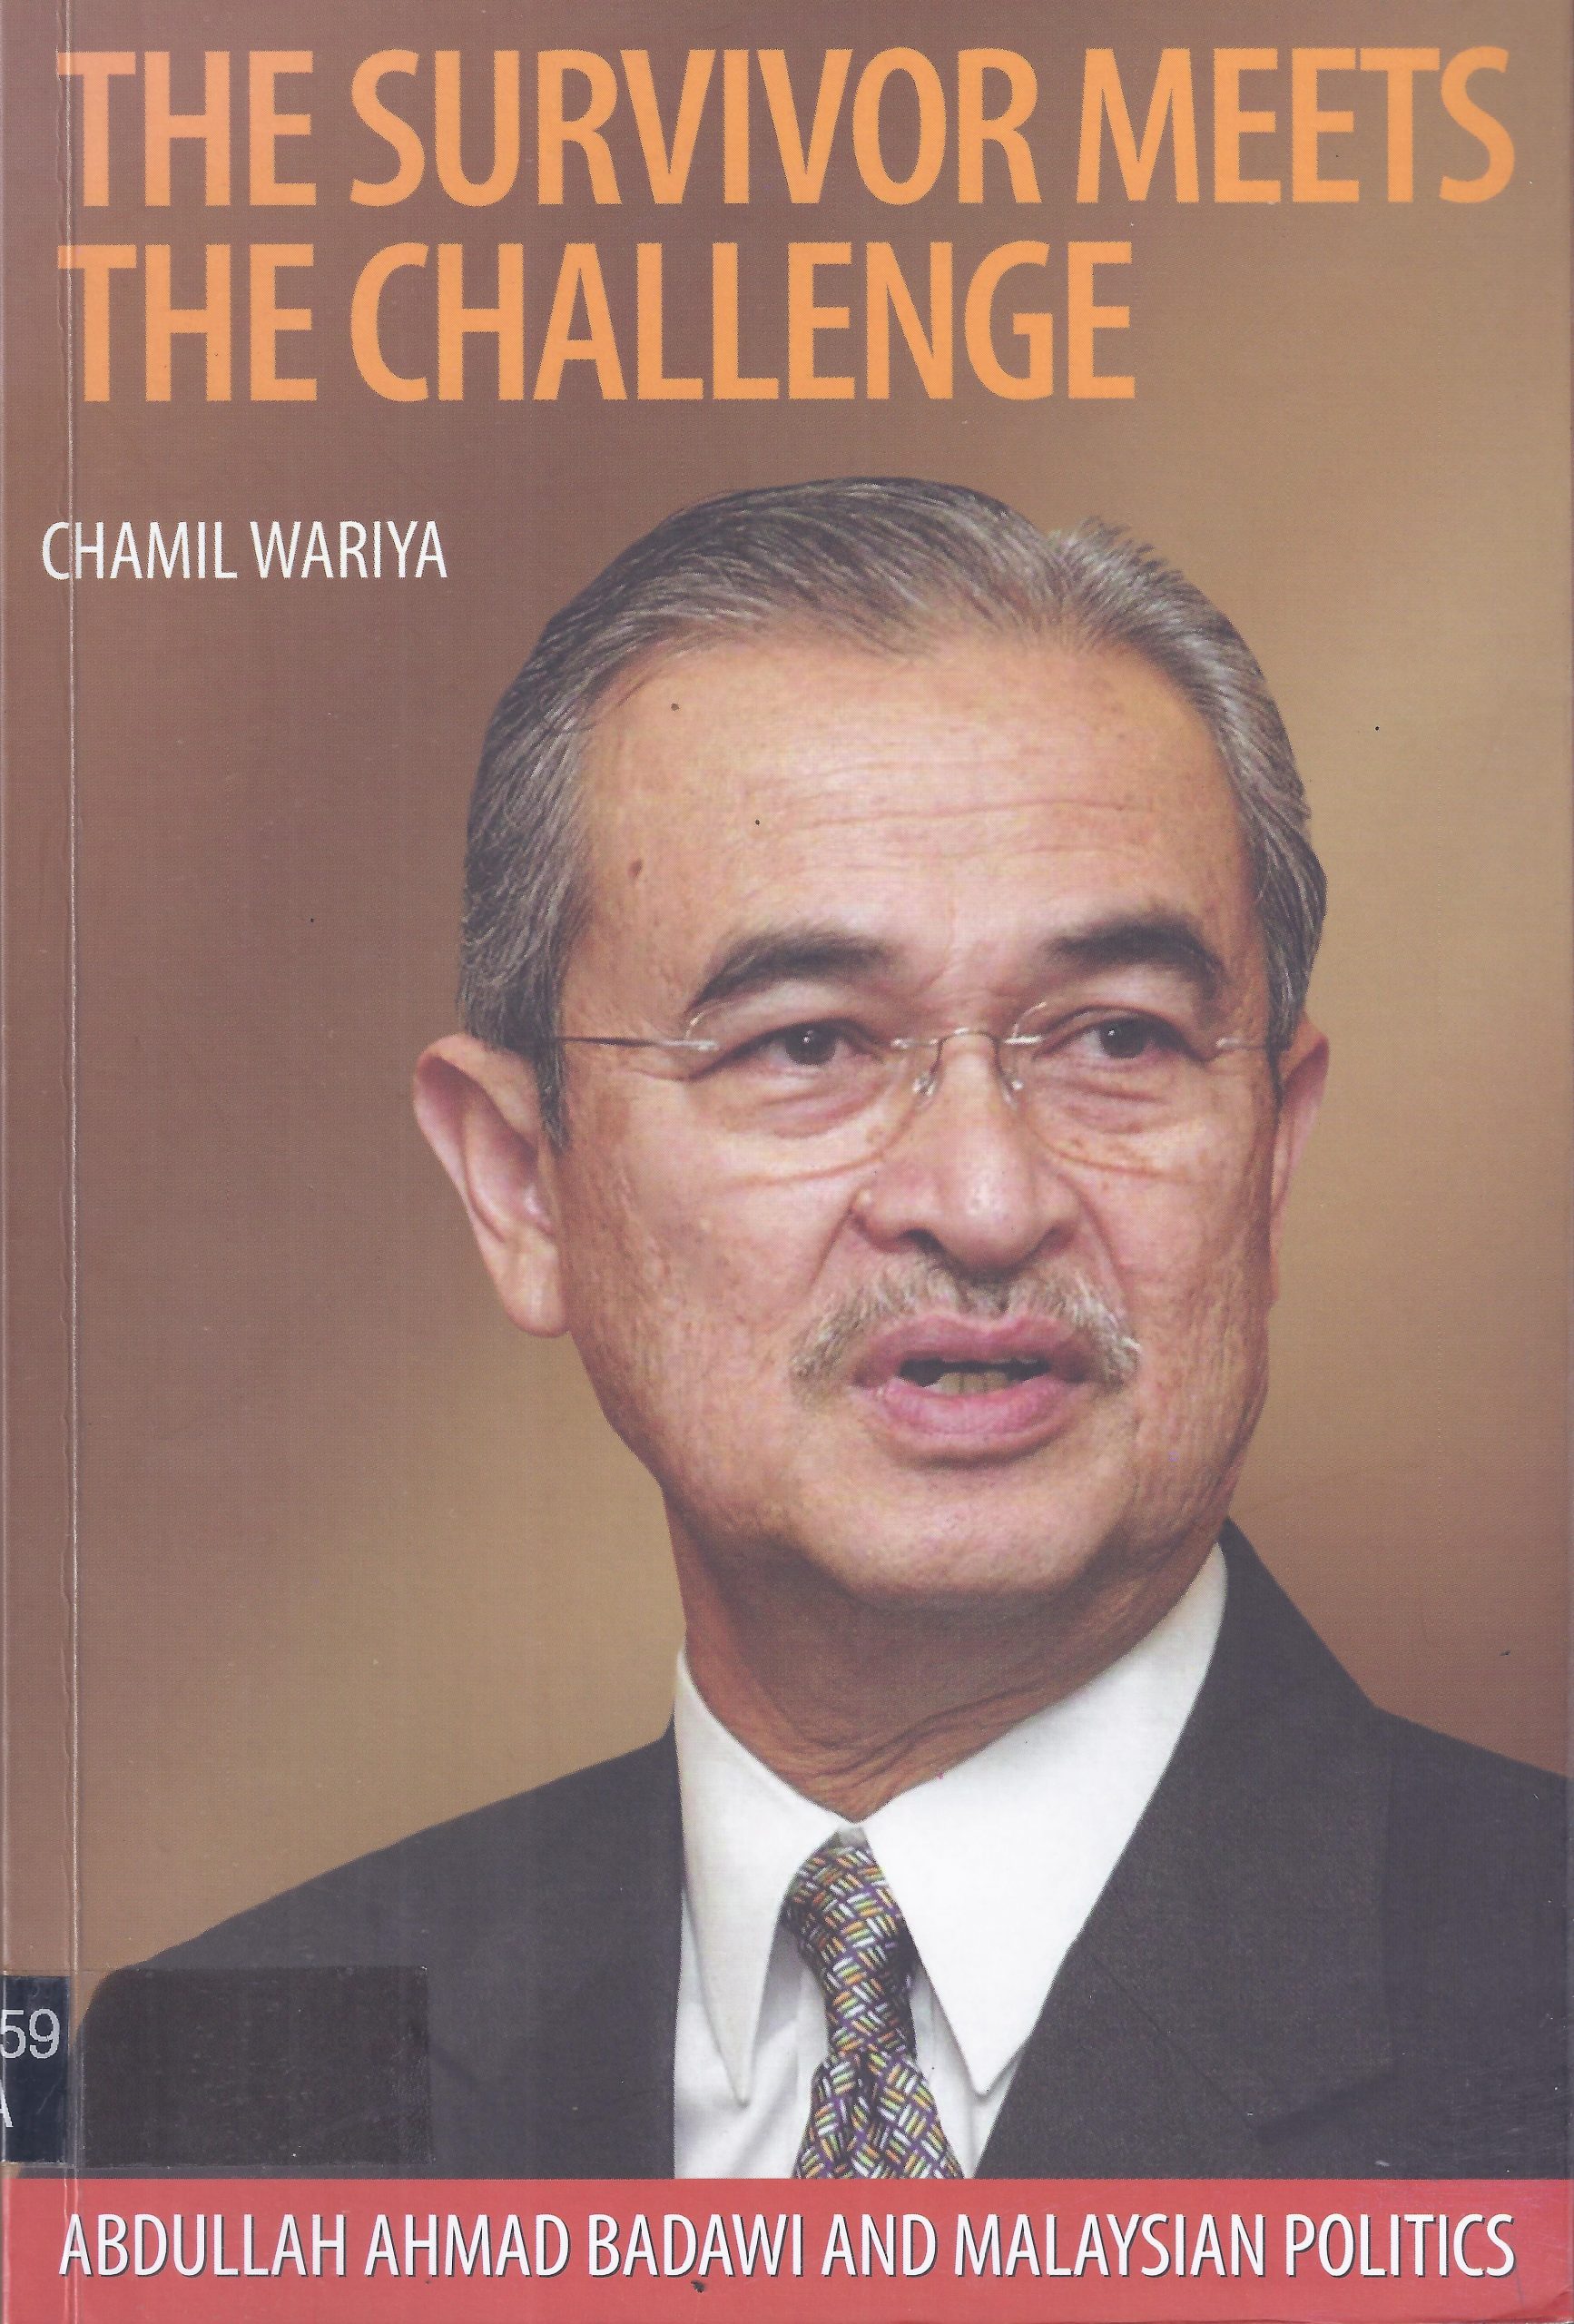 THE SURVIVOR MEETS
THE CHALLENGE
CHAMIL WARIYA
59
A
ABDULLAH AHMAD BADAWI AND MALAYSIAN POLITICS